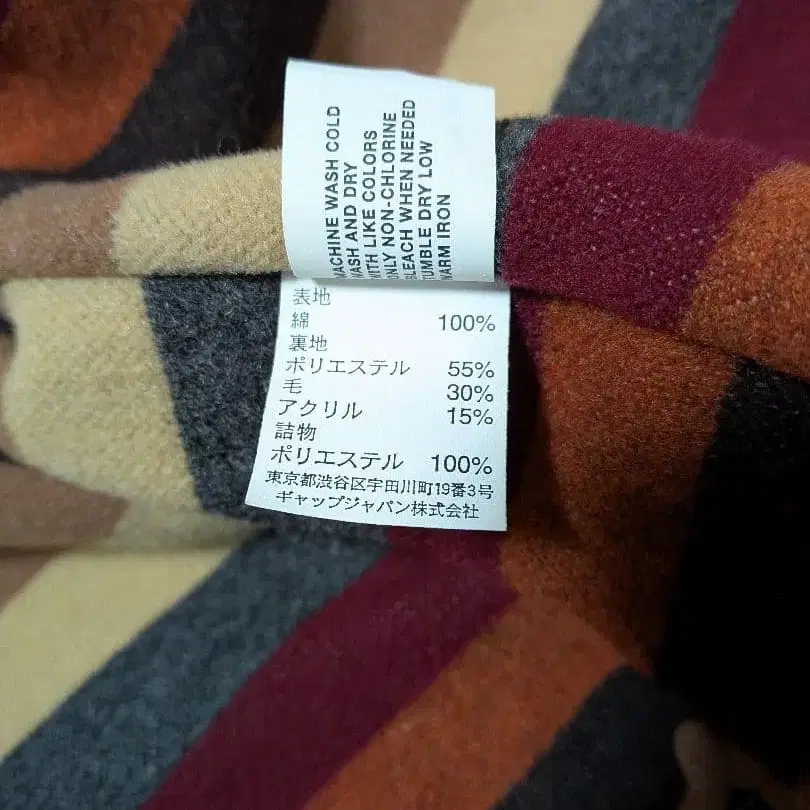 MACHINE WASH COLD
WASH AND DRY
WITH LIKE COLORS
ONLY NON-CHLORINE
BLEACH WHEN NEEDED
TUMBLE DRY LOW
WARM IRON
表地
綿 100%
裏地
ポリエステル 55%
毛 30%
アクリル 15%
詰物
ポリエステル 100%
東京都渋谷区宇田川町19番3号
ギャップジャパン株式会社